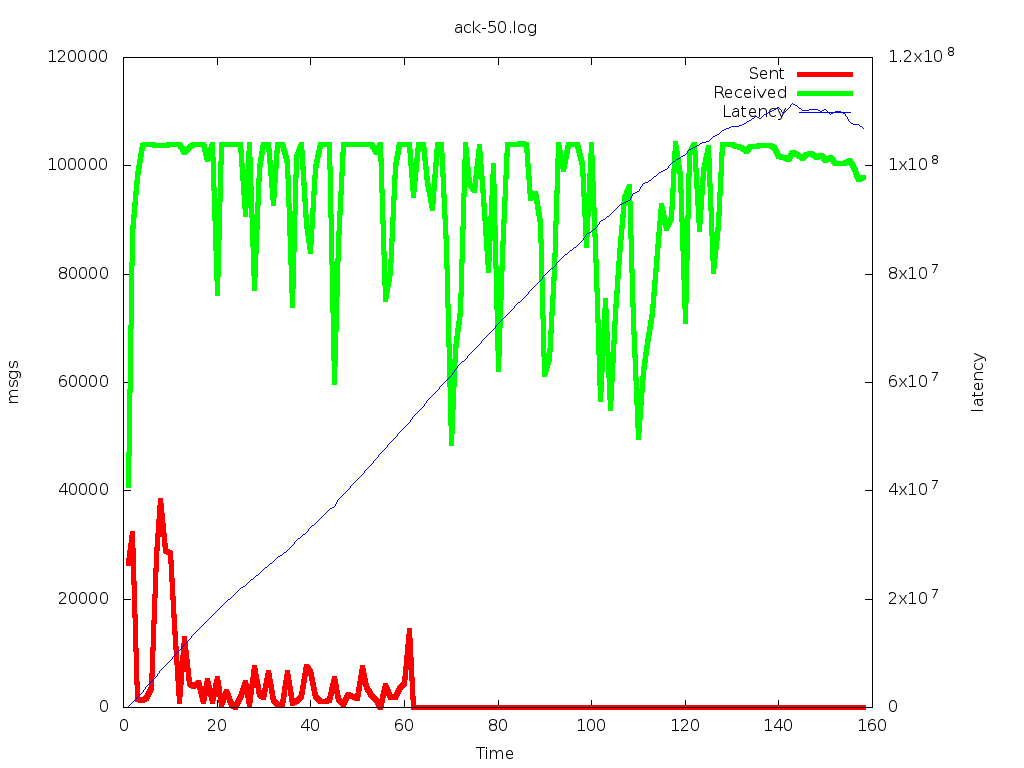 ack-50.log
120000
100000
80000
60000
40000
20000
0
msgs
1.2x10^8
1x10^8
8x10^7
6x10^7
4x10^7
2x10^7
0
latency
Sent
Received
Latency
0 20 40 60 80 100 120 140 160
Time